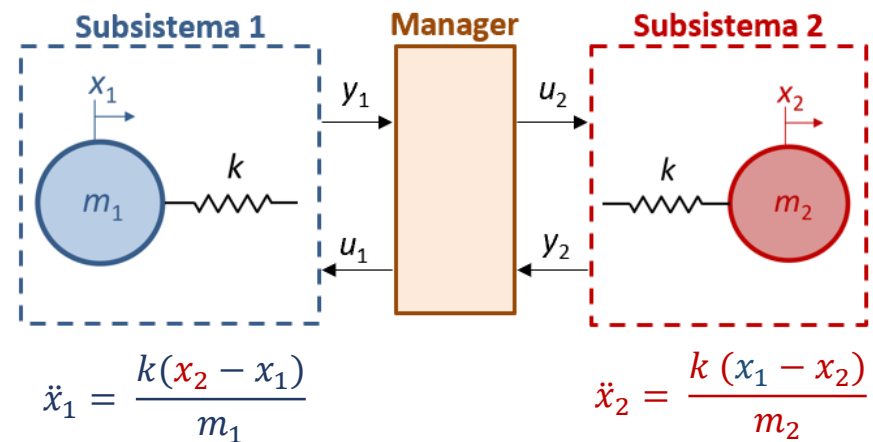 Subsistema 1
Manager
Subsistema 2
x₁
y₁
u₂
x₂
k
k
m₁
m₂
u₁
y₂
ẍ₁ = k(x₂ − x₁) / m₁
ẍ₂ = k (x₁ − x₂) / m₂